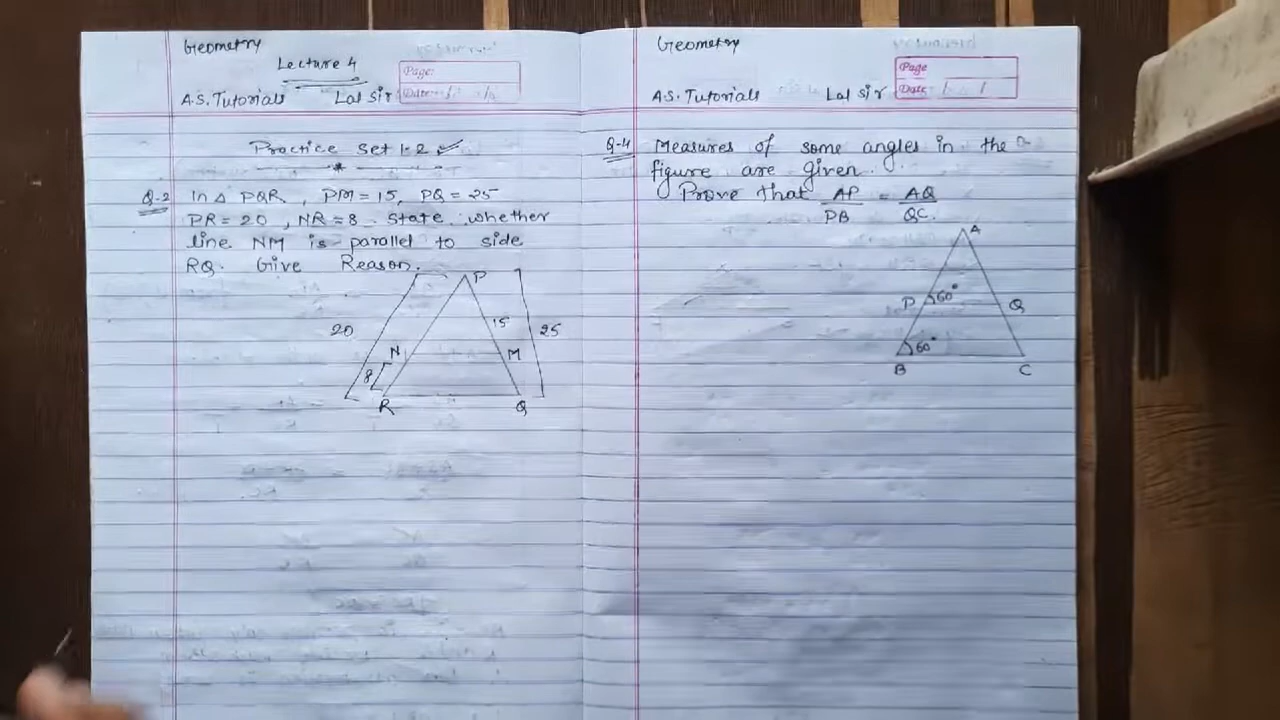 Geometry
Lecture 4
Page:
Date:
A.S. Tutorials Lal Sir
Practice Set 1.2 ✓
Q-2 In Δ PQR, PM = 15, PQ = 25
PR = 20, NR = 8. State whether
line NM is parallel to side
RQ. Give Reason.
P
20 15 25
N M
8
R Q
Geometry
Page
Date
A.S. Tutorials Lal Sir
Q-4 Measures of some angles in the
figure are given.
Prove that AP/PB = AQ/QC.
A
P 60° Q
60°
B C